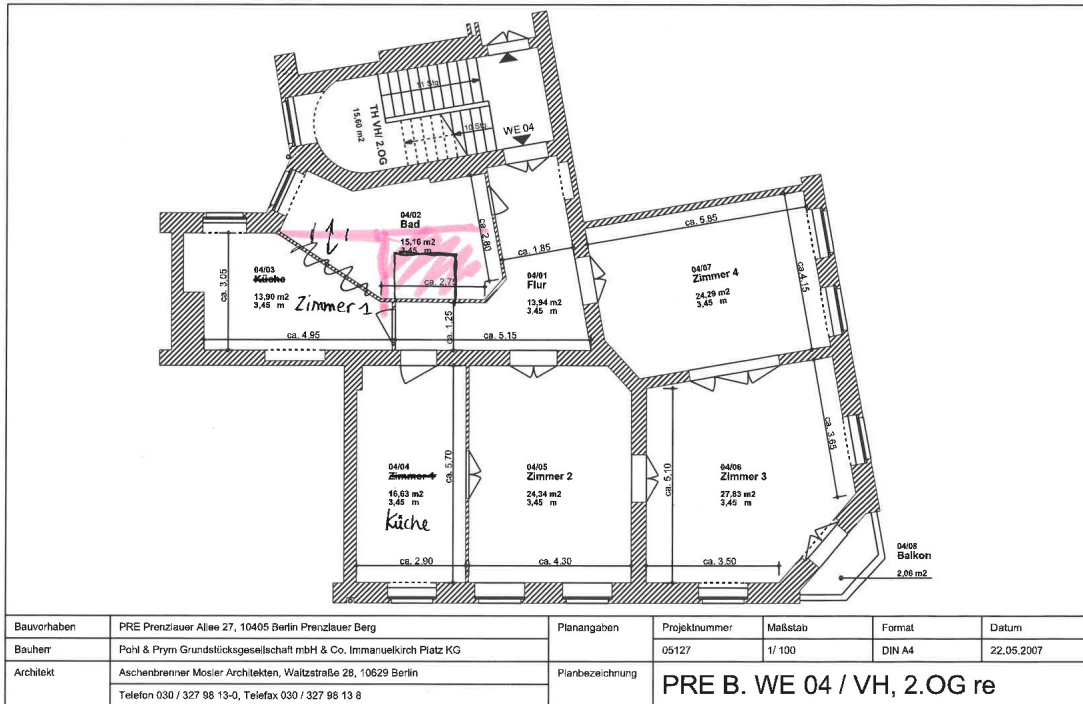 11 Stg.
10 Stg.
TH VH/ 2.OG
15,60 m2
WE 04
04/02
Bad
15,16 m2
3,45 m
ca. 2,80
ca. 2,75
ca. 1,85
04/01
Flur
13,94 m2
3,45 m
ca. 5,85
04/07
Zimmer 4
24,29 m2
3,45 m
ca. 4,15
04/03
Küche
13,90 m2
3,45 m
Zimmer 1
ca. 3,05
ca. 4,95
ca. 1,25
ca. 5,15
04/04
Zimmer 1
16,63 m2
3,45 m
Küche
ca. 5,70
ca. 2,90
04/05
Zimmer 2
24,34 m2
3,45 m
ca. 4,30
ca. 5,10
04/06
Zimmer 3
27,83 m2
3,45 m
ca. 3,65
ca. 3,50
04/08
Balkon
2,06 m2
Bauvorhaben
PRE Prenzlauer Allee 27, 10405 Berlin Prenzlauer Berg
Bauherr
Pohl & Prym Grundstücksgesellschaft mbH & Co. Immanuelkirch Platz KG
Architekt
Aschenbrenner Mosler Architekten, Waitzstraße 28, 10629 Berlin
Telefon 030 / 327 98 13-0, Telefax 030 / 327 98 13 8
Planangaben
Projektnummer
Maßstab
Format
Datum
05127
1/ 100
DIN A4
22.05.2007
Planbezeichnung
PRE B. WE 04 / VH, 2.OG re